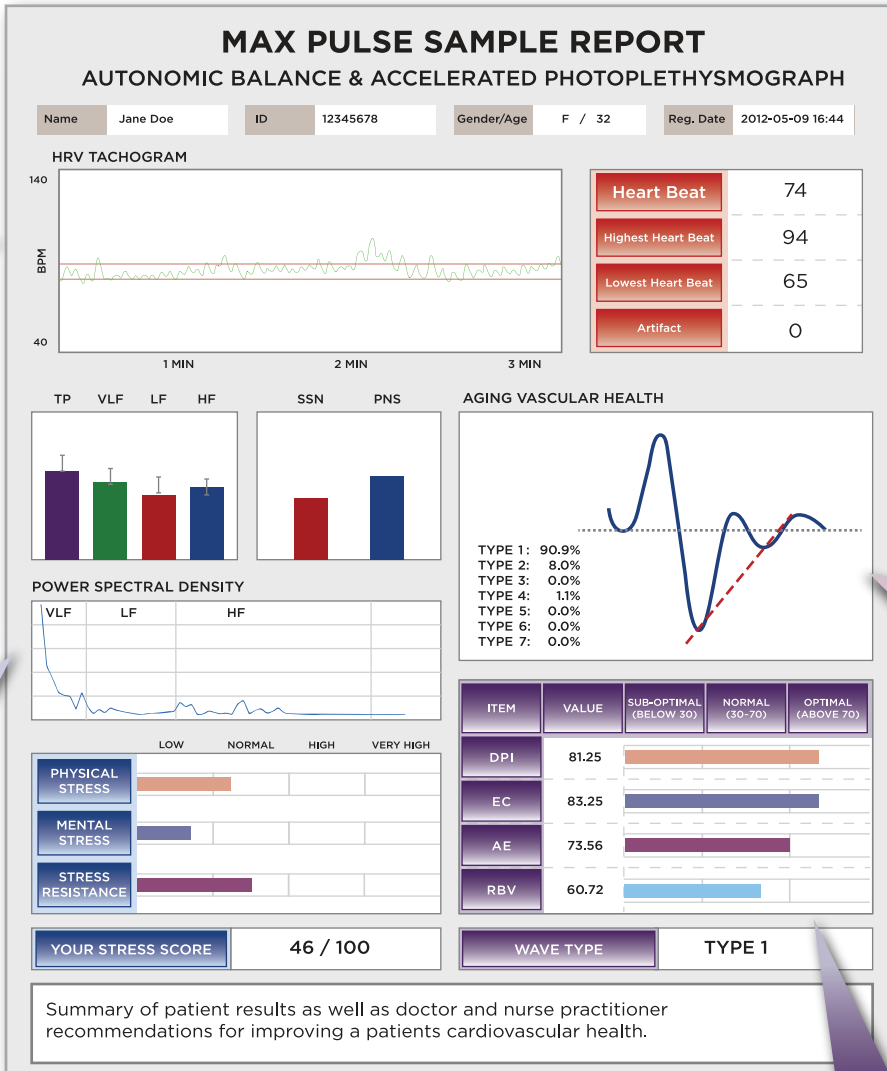 MAX PULSE SAMPLE REPORT
AUTONOMIC BALANCE & ACCELERATED PHOTOPLETHYSMOGRAPH
Name Jane Doe ID 12345678 Gender/Age F / 32 Reg. Date 2012-05-09 16:44
HRV TACHOGRAM
140
BPM
40
1 MIN 2 MIN 3 MIN
Heart Beat 74
Highest Heart Beat 94
Lowest Heart Beat 65
Artifact 0
TP VLF LF HF
SSN PNS
AGING VASCULAR HEALTH
TYPE 1: 90.9%
TYPE 2: 8.0%
TYPE 3: 0.0%
TYPE 4: 1.1%
TYPE 5: 0.0%
TYPE 6: 0.0%
TYPE 7: 0.0%
POWER SPECTRAL DENSITY
VLF LF HF
LOW NORMAL HIGH VERY HIGH
PHYSICAL
STRESS
MENTAL
STRESS
STRESS
RESISTANCE
YOUR STRESS SCORE 46 / 100
ITEM VALUE SUB-OPTIMAL (BELOW 30) NORMAL (30-70) OPTIMAL (ABOVE 70)
DPI 81.25
EC 83.25
AE 73.56
RBV 60.72
WAVE TYPE TYPE 1
Summary of patient results as well as doctor and nurse practitioner
recommendations for improving a patients cardiovascular health.